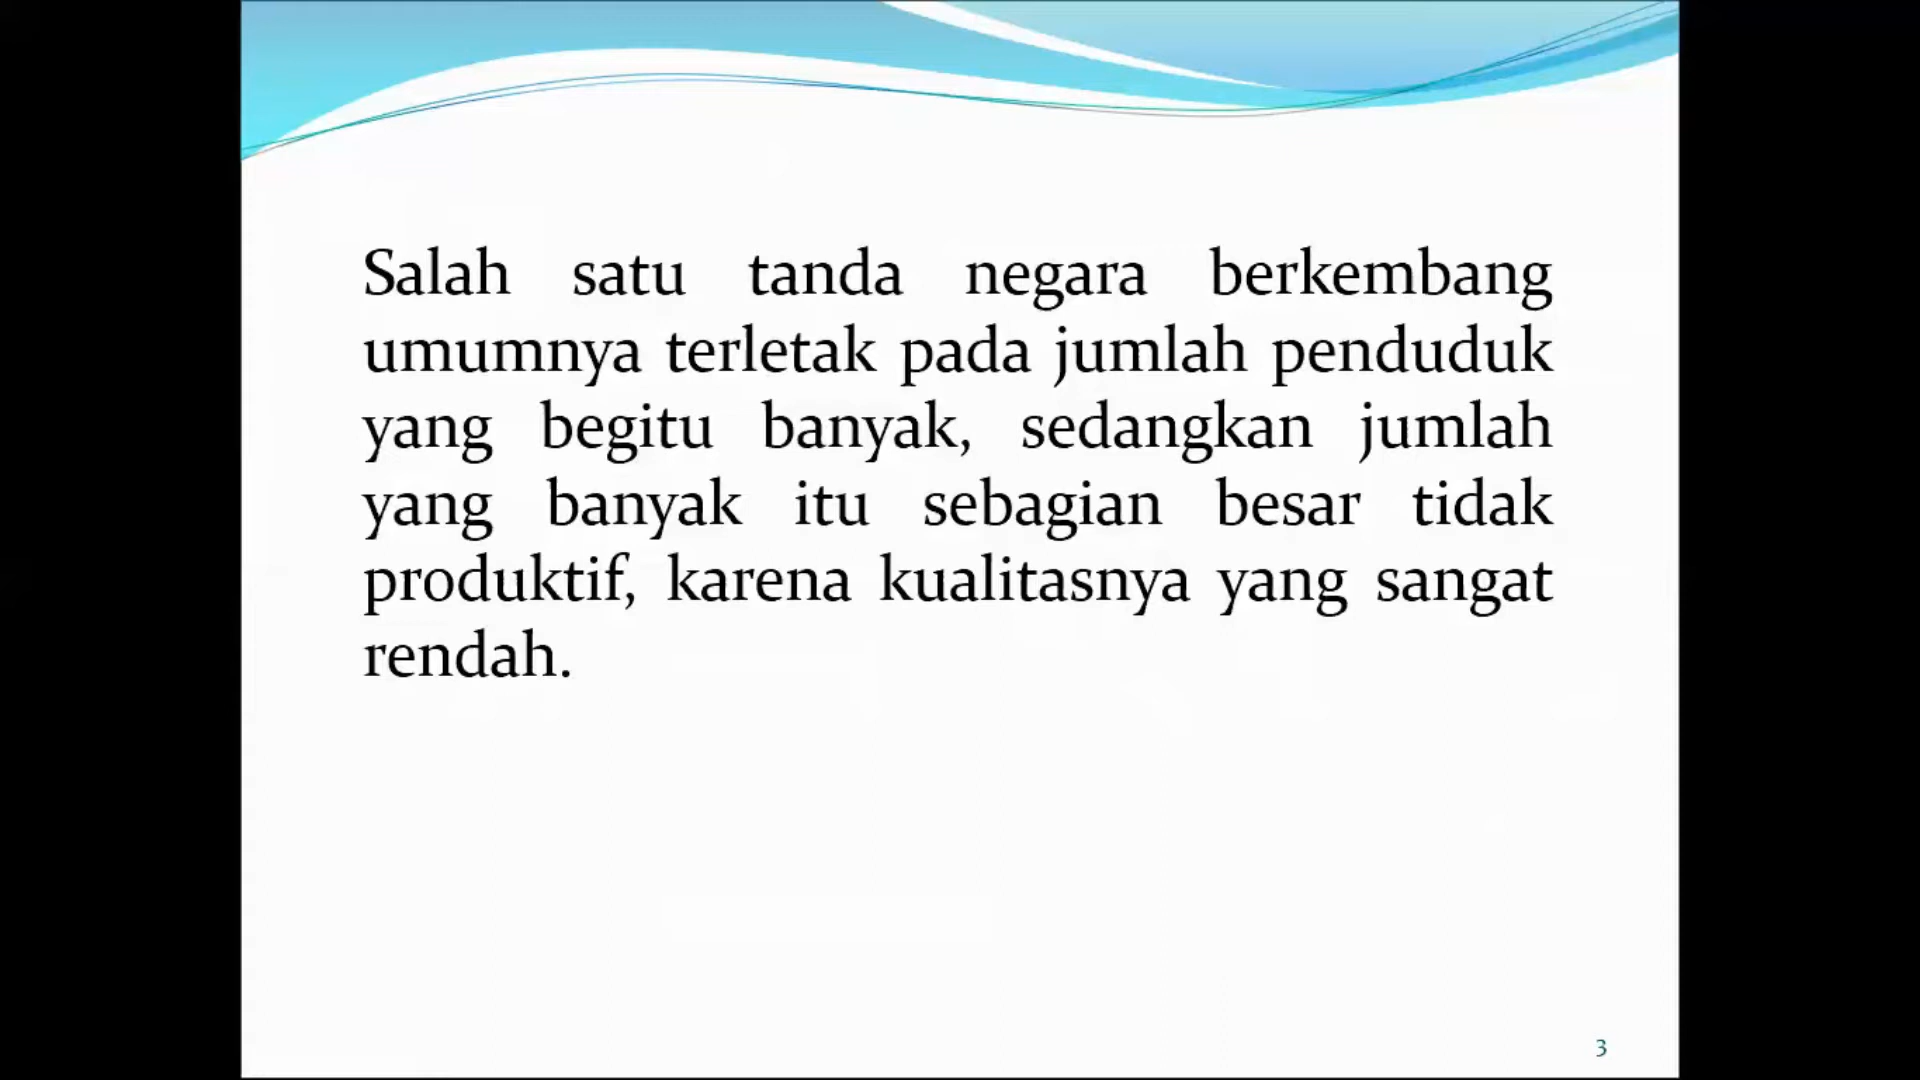 Salah satu tanda negara berkembang
umumnya terletak pada jumlah penduduk
yang begitu banyak, sedangkan jumlah
yang banyak itu sebagian besar tidak
produktif, karena kualitasnya yang sangat
rendah.
3